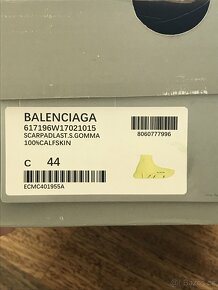 BALENCIAGA
617196W17021015
SCARPADLAST.S.GOMMA
100%CALFSKIN
8060777996
C 44
ECMC401955A